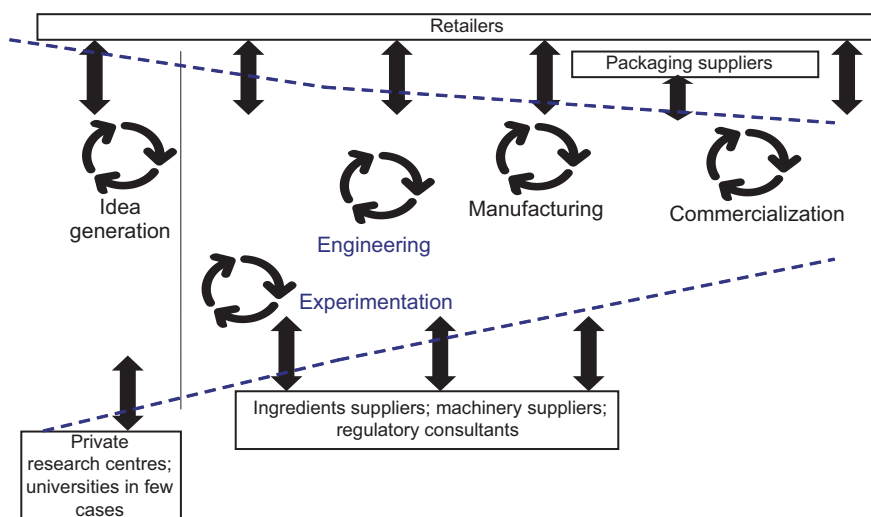 Retailers
Packaging suppliers
Idea
generation
Manufacturing
Commercialization
Engineering
Experimentation
Ingredients suppliers; machinery suppliers;
regulatory consultants
Private
research centres;
universities in few
cases